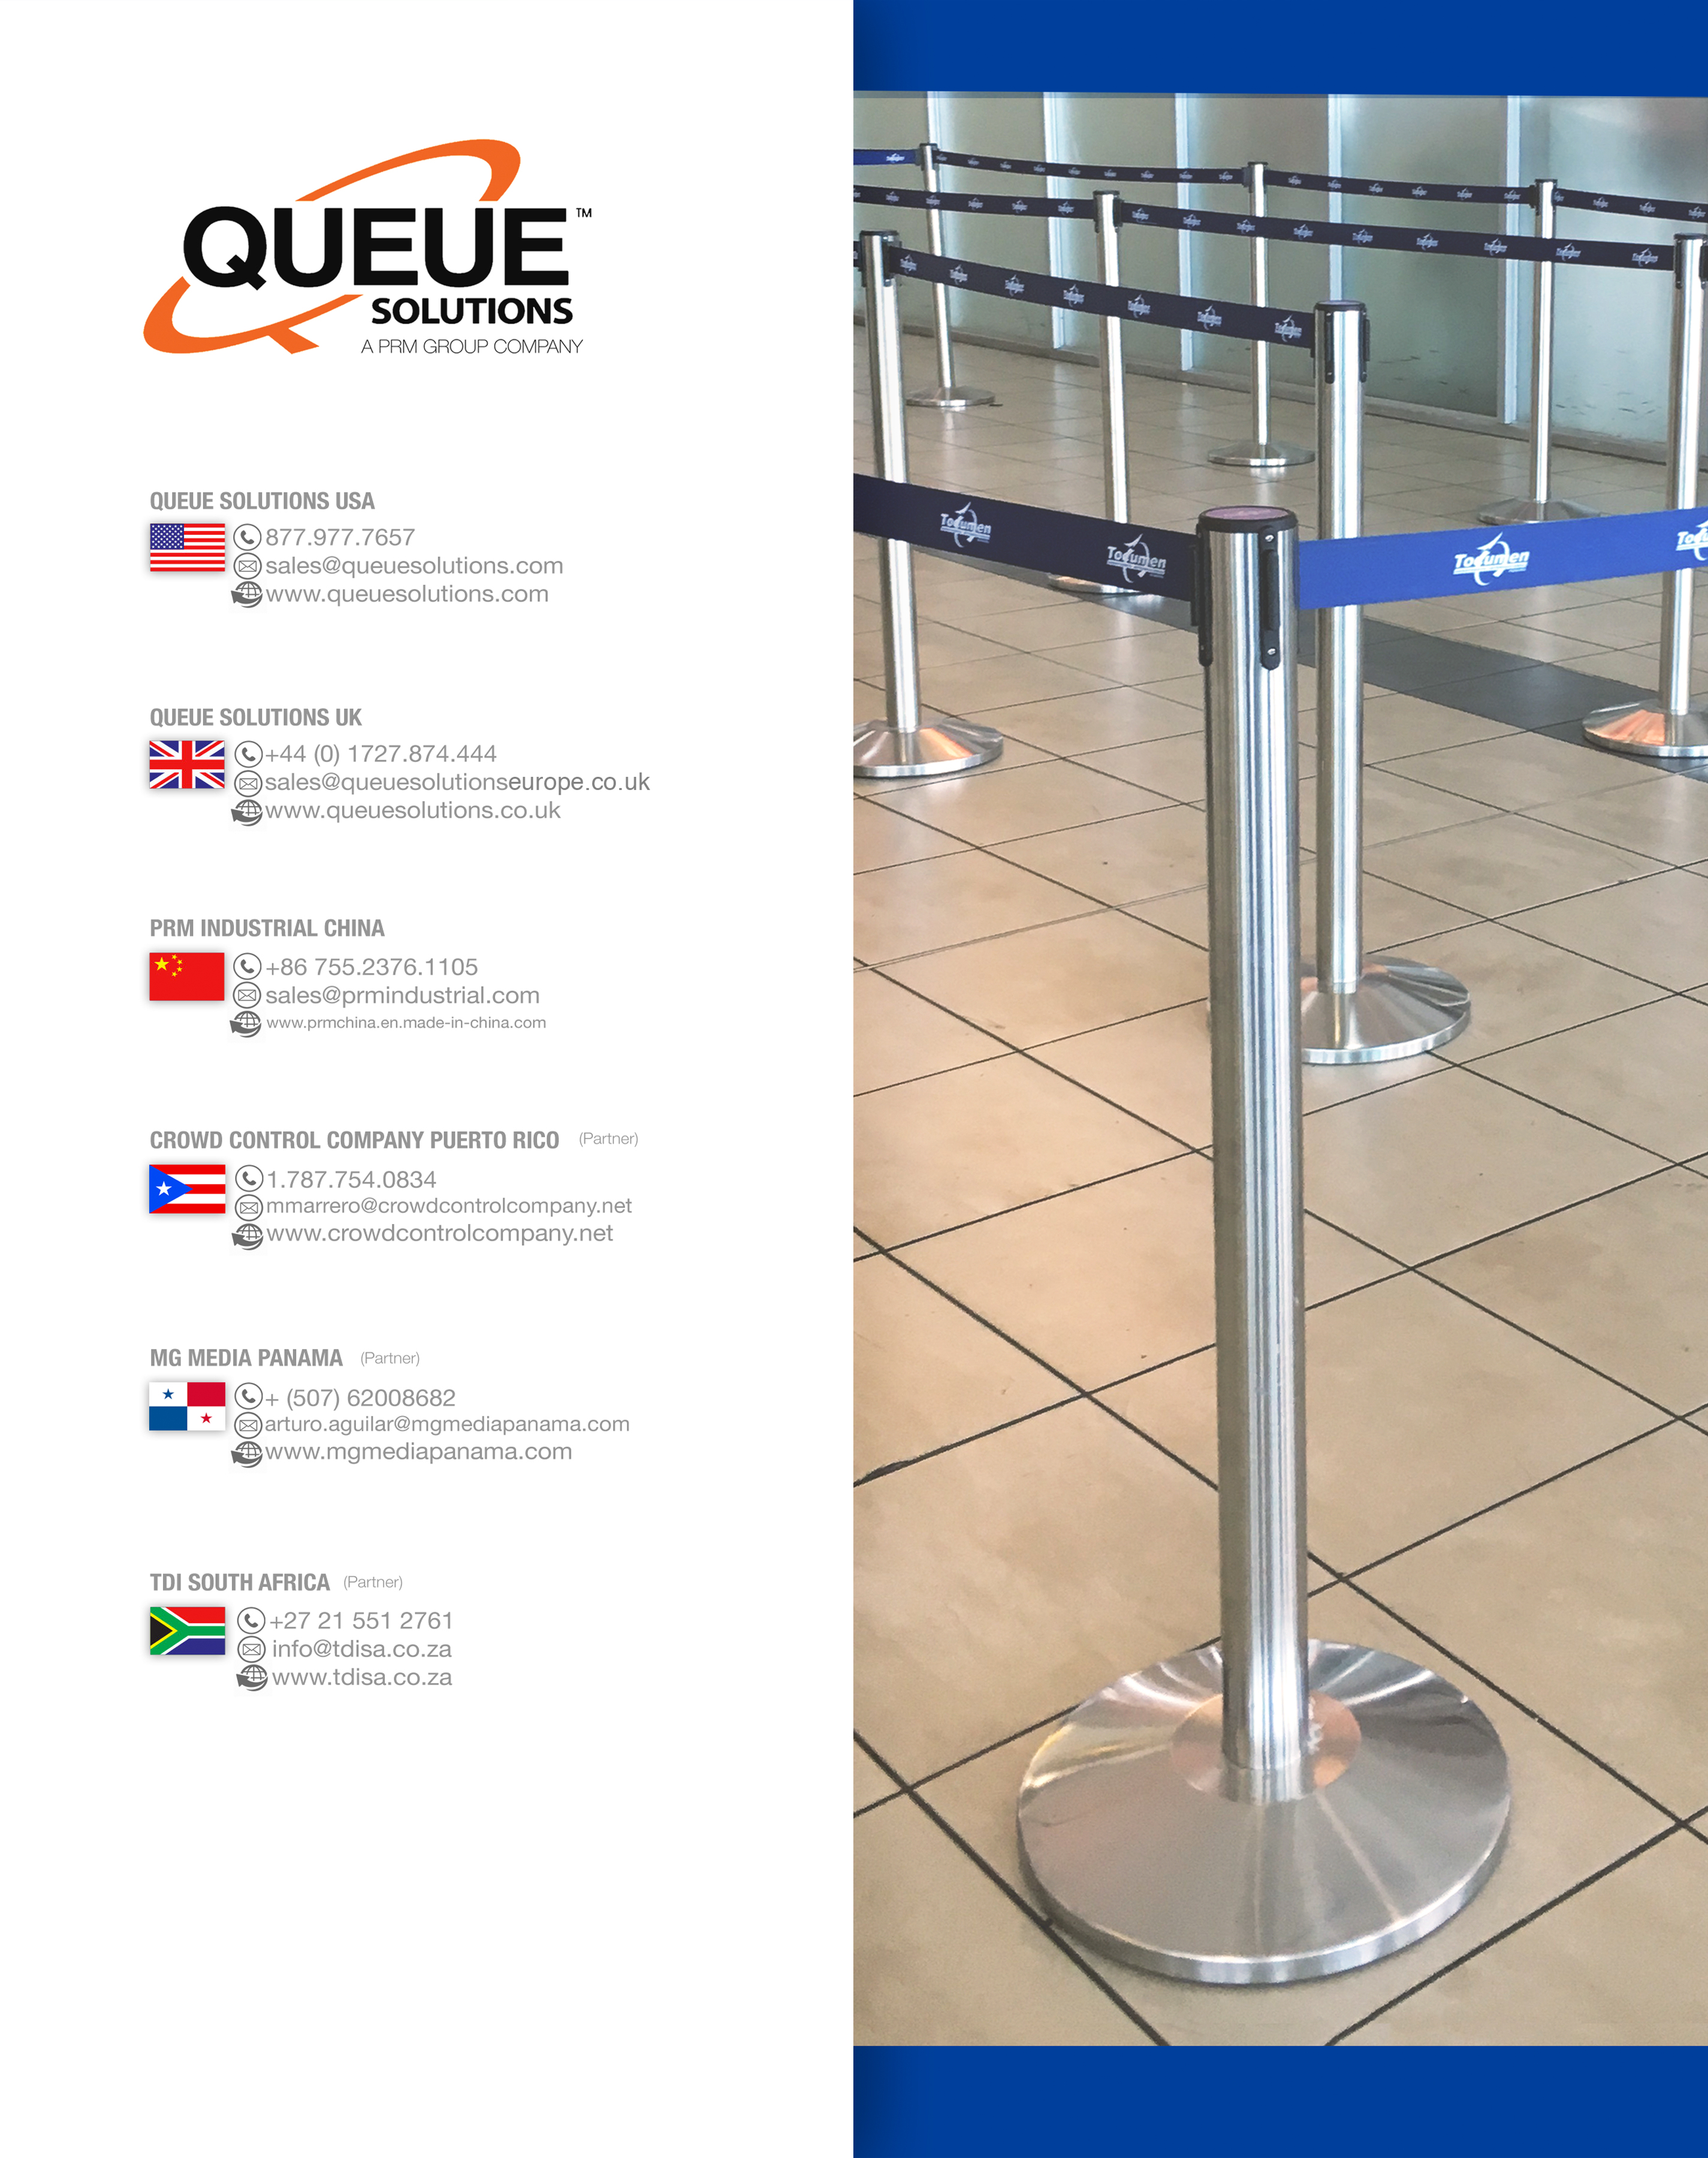 QUEUE™
SOLUTIONS
A PRM GROUP COMPANY
QUEUE SOLUTIONS USA
877.977.7657
sales@queuesolutions.com
www.queuesolutions.com
QUEUE SOLUTIONS UK
+44 (0) 1727.874.444
sales@queuesolutionseurope.co.uk
www.queuesolutions.co.uk
PRM INDUSTRIAL CHINA
+86 755.2376.1105
sales@prmindustrial.com
www.prmchina.en.made-in-china.com
CROWD CONTROL COMPANY PUERTO RICO (Partner)
1.787.754.0834
mmarrero@crowdcontrolcompany.net
www.crowdcontrolcompany.net
MG MEDIA PANAMA (Partner)
+ (507) 62008682
arturo.aguilar@mgmediapanama.com
www.mgmediapanama.com
TDI SOUTH AFRICA (Partner)
+27 21 551 2761
info@tdisa.co.za
www.tdisa.co.za
Tocumen
Tocumen
Tocumen